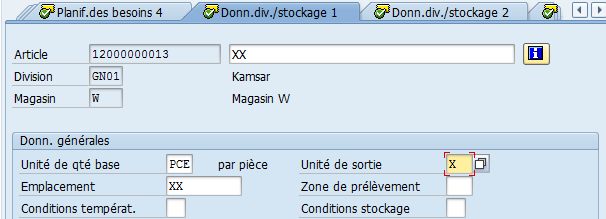 Planif.des besoins 4 Donn.div./stockage 1 Donn.div./stockage 2
Article 12000000013 XX
Division GN01 Kamsar
Magasin W Magasin W
Donn. générales
Unité de qté base PCE par pièce Unité de sortie X
Emplacement XX Zone de prélèvement
Conditions températ. Conditions stockage